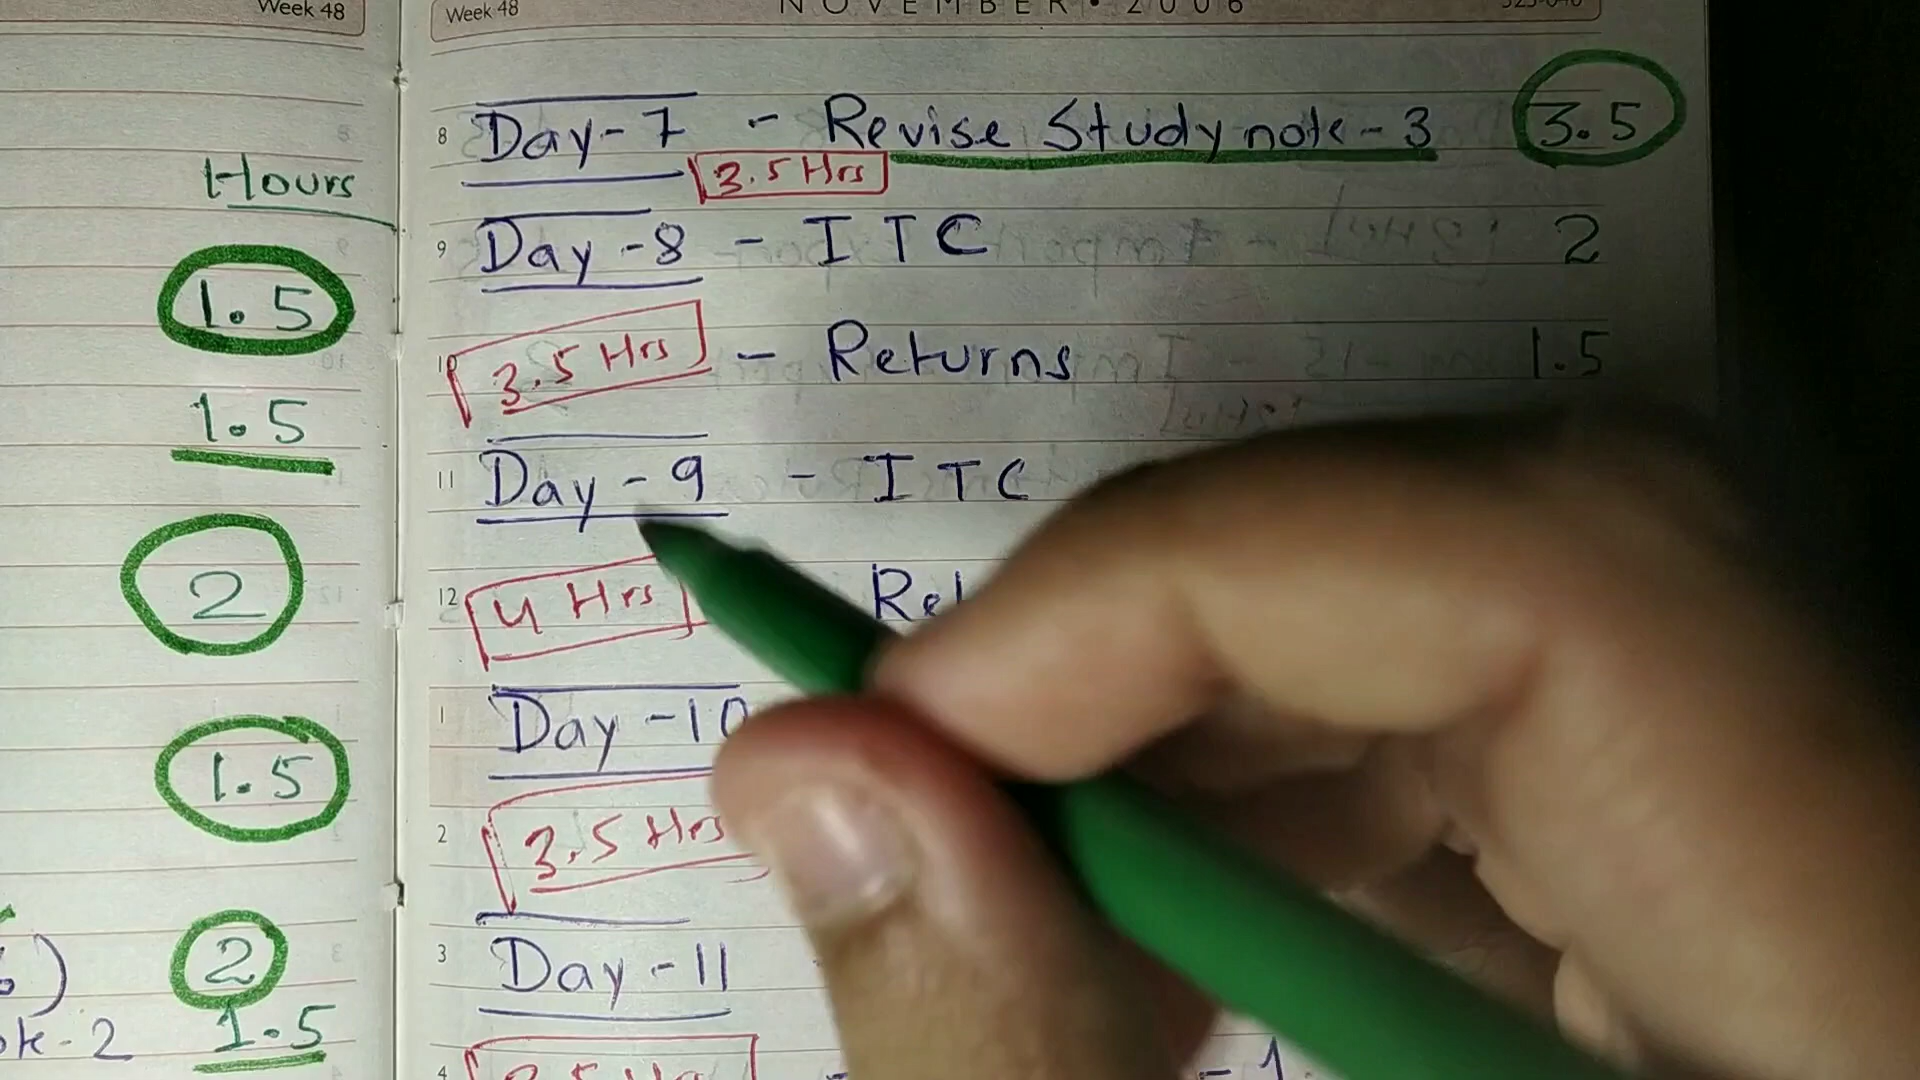 Week 48
Hours
1.5
1.5
2
1.5
2
2 1.5
Week 48 NOVEMBER • 2006
8 Day-7 - Revise Study note-3 3.5
3.5 Hrs
9 Day-8 - ITC 2
10 3.5 Hrs - Returns 1.5
11 Day-9 - ITC
12 4 Hrs
1 Day-10
2 3.5 Hrs
3 Day-11
4